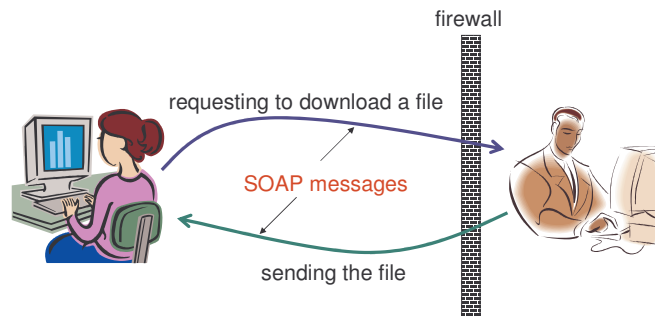 firewall
requesting to download a file
SOAP messages
sending the file